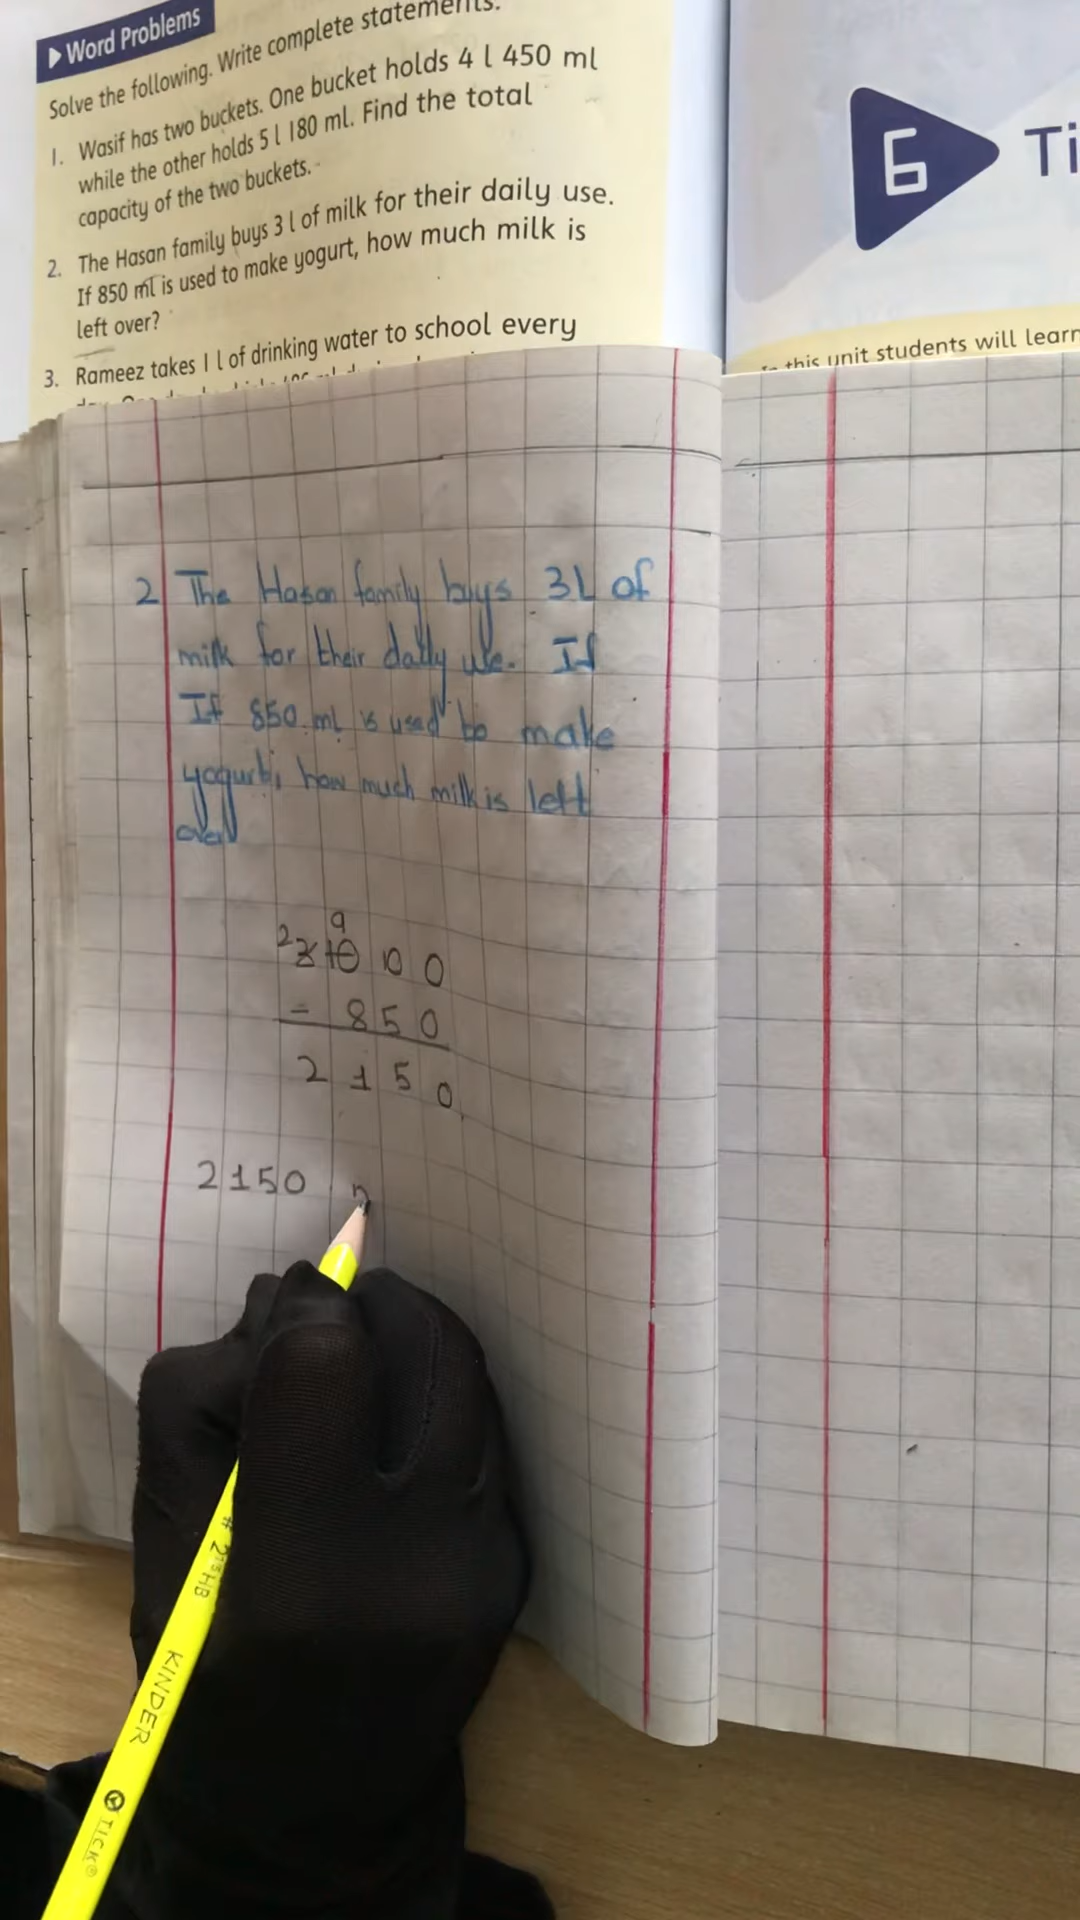 Word Problems
Solve the following. Write complete statements.
1. Wasif has two buckets. One bucket holds 4 l 450 ml
while the other holds 5 l 180 ml. Find the total
capacity of the two buckets.
2. The Hasan family buys 3 l of milk for their daily use.
If 850 ml is used to make yogurt, how much milk is
left over?
3. Rameez takes 1 l of drinking water to school every
6 Ti
this unit students will learn
2 The Hasan family buys 3L of
milk for their daily use. If
If 850 ml is used to make
yogurt, how much milk is left
over
2 9
3 10 10 0
- 850
2150
2150
# 2 HB KINDER TICK®